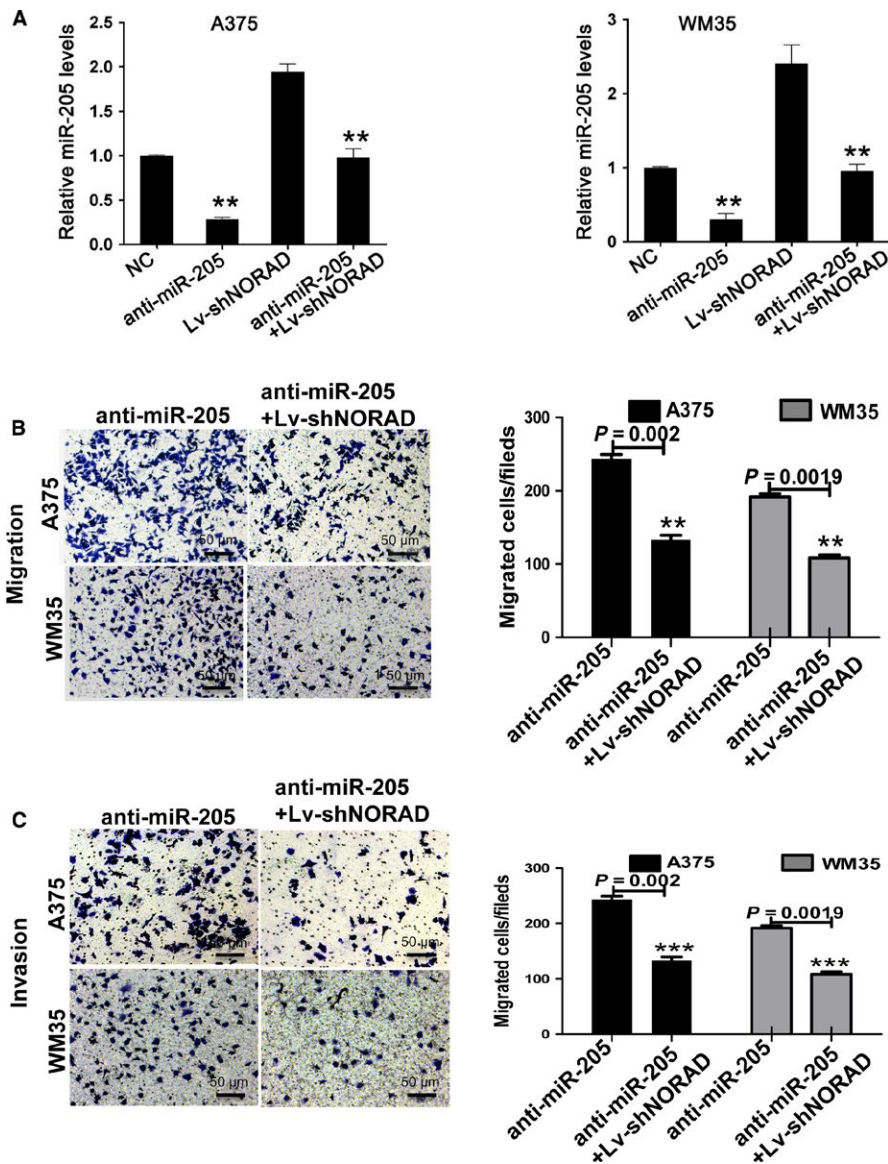 A
A375
Relative miR-205 levels
2.5
2.0
1.5
1.0
0.5
0.0
**
**
NC
anti-miR-205
Lv-shNORAD
anti-miR-205
+Lv-shNORAD
WM35
Relative miR-205 levels
3
2
1
0
**
**
NC
anti-miR-205
Lv-shNORAD
anti-miR-205
+Lv-shNORAD
B
anti-miR-205
anti-miR-205
+Lv-shNORAD
Migration
A375
WM35
50 µm
50 µm
50 µm
50 µm
A375
WM35
Migrated cells/fileds
300
200
100
0
P = 0.002
**
P = 0.0019
**
anti-miR-205
anti-miR-205
+Lv-shNORAD
anti-miR-205
anti-miR-205
+Lv-shNORAD
C
anti-miR-205
anti-miR-205
+Lv-shNORAD
Invasion
A375
WM35
50 µm
50 µm
50 µm
50 µm
A375
WM35
Migrated cells/fileds
300
200
100
0
P = 0.002
***
P = 0.0019
***
anti-miR-205
anti-miR-205
+Lv-shNORAD
anti-miR-205
anti-miR-205
+Lv-shNORAD